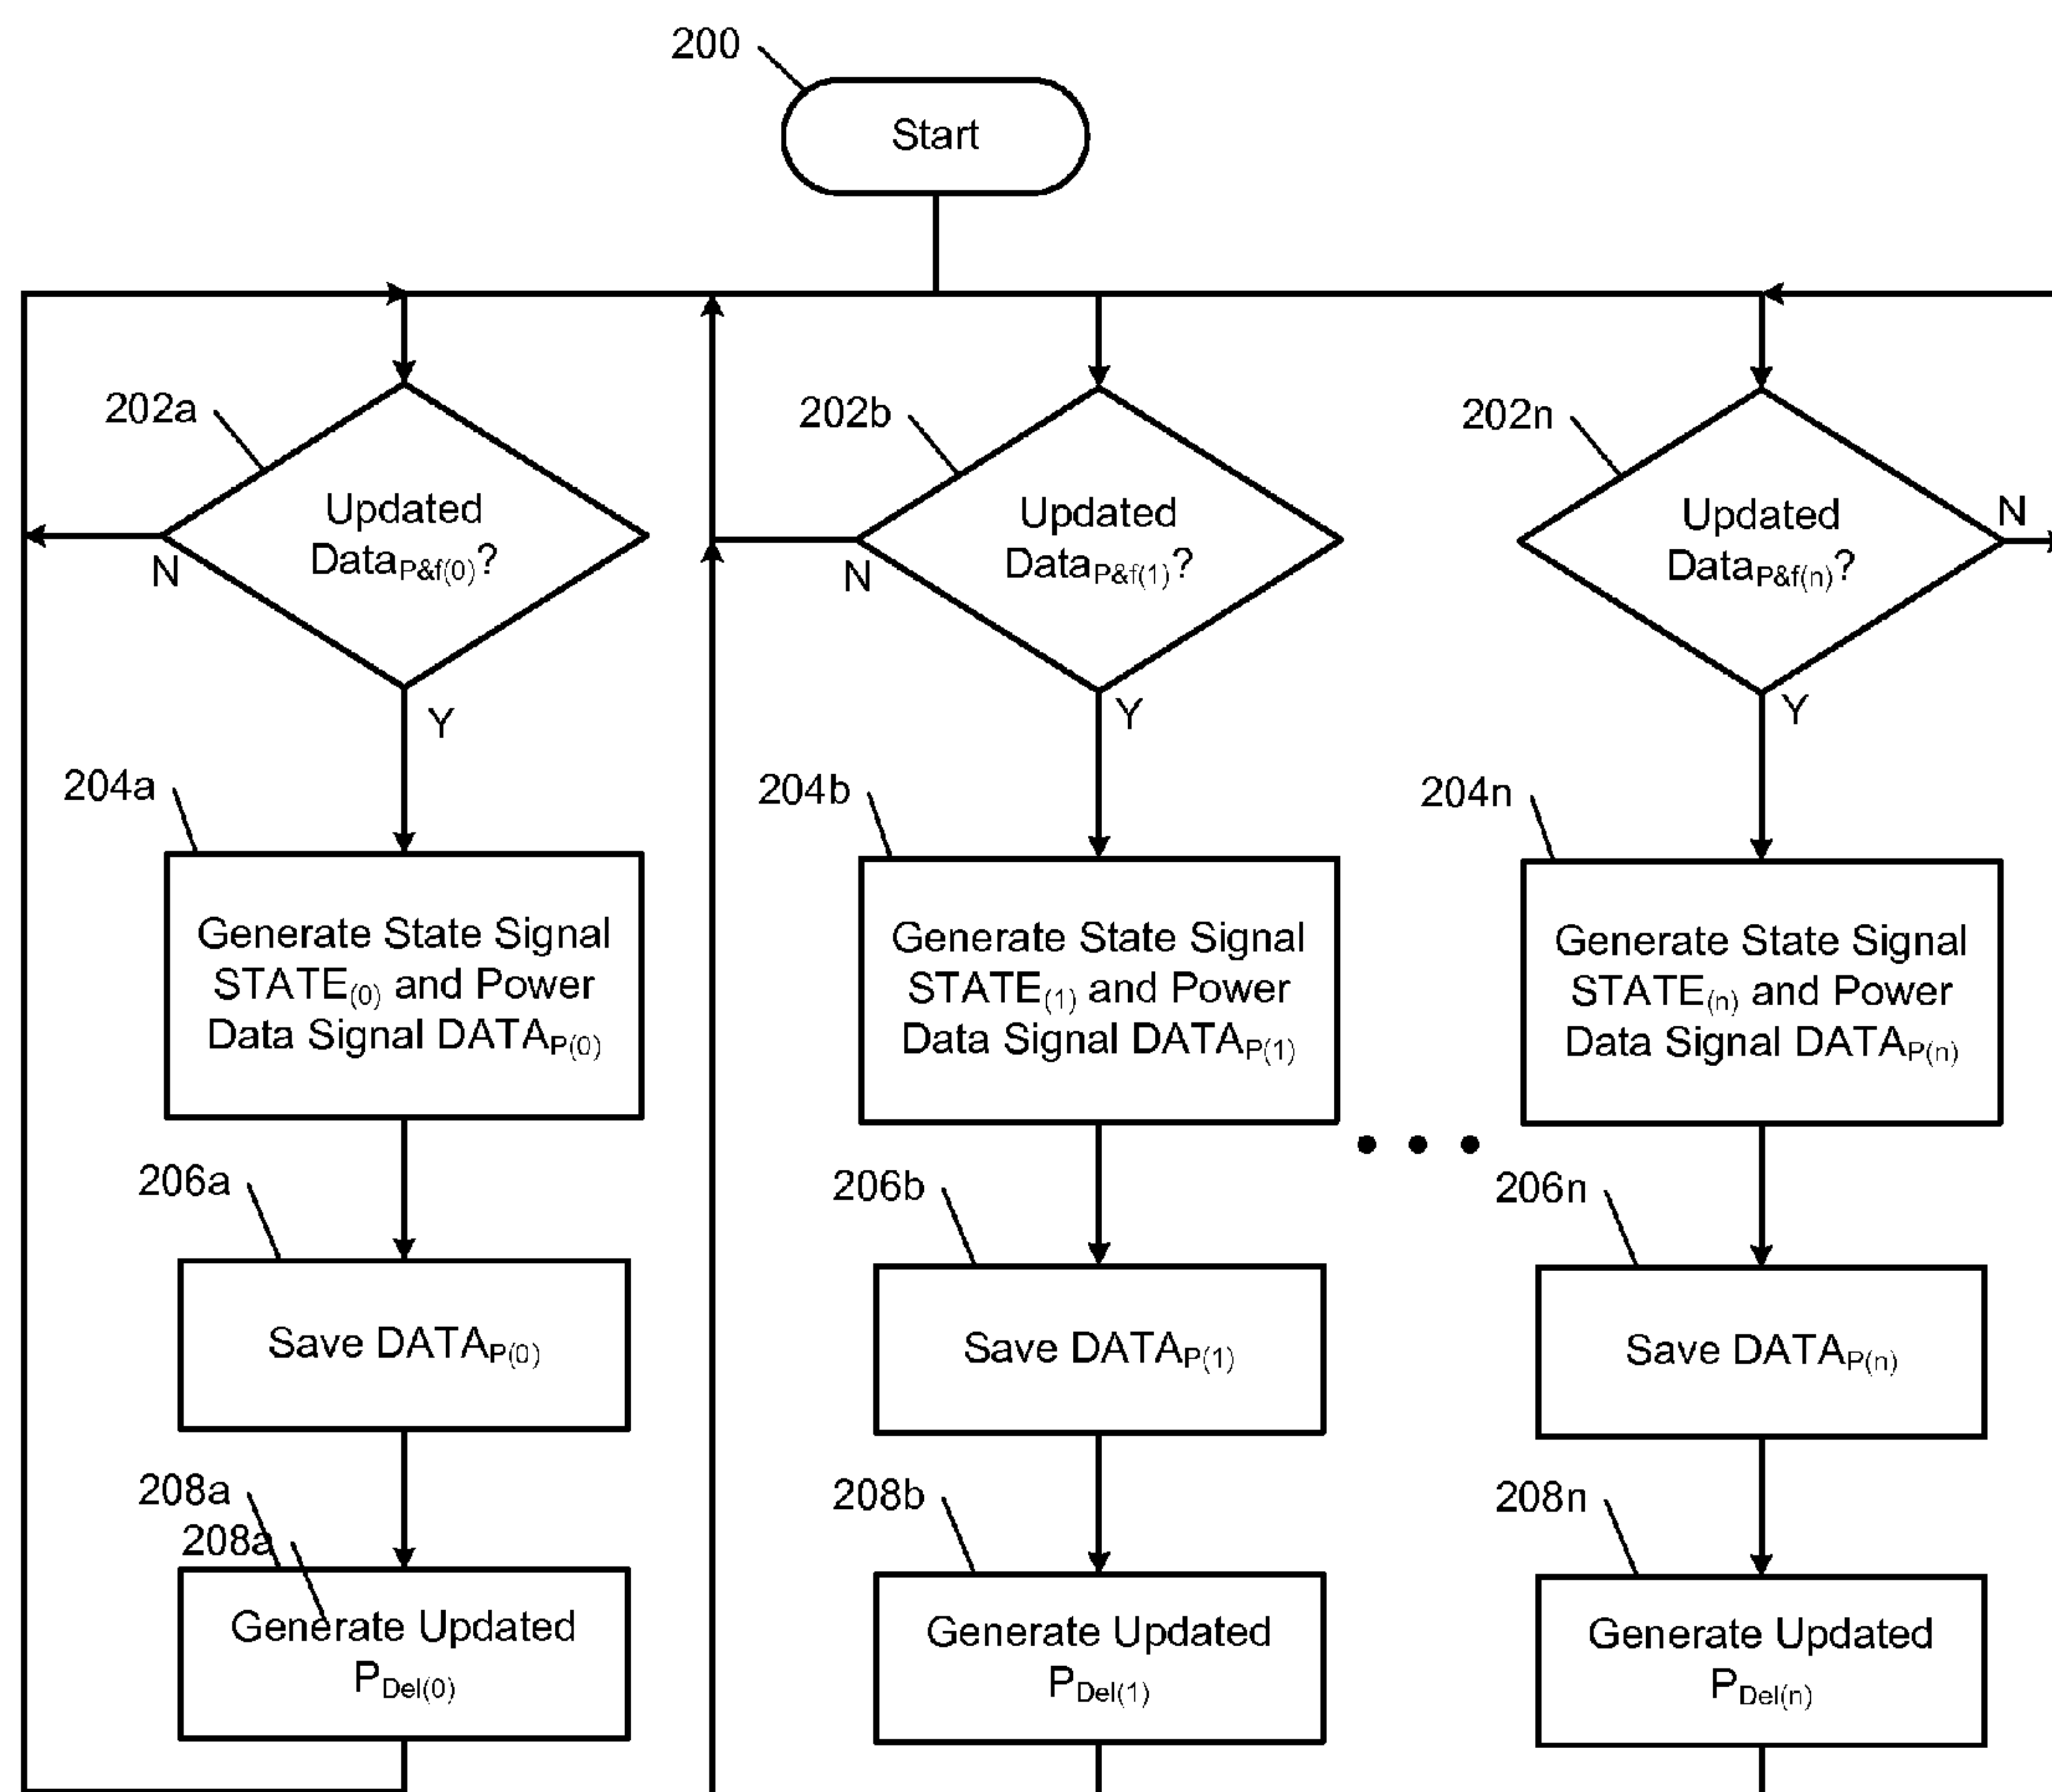 200
Start
202a
Updated
DataP&f(0)?
N
Y
204a
Generate State Signal
STATE(0) and Power
Data Signal DATAP(0)
206a
Save DATAP(0)
208a
208a
Generate Updated
PDel(0)
202b
Updated
DataP&f(1)?
N
Y
204b
Generate State Signal
STATE(1) and Power
Data Signal DATAP(1)
206b
Save DATAP(1)
208b
Generate Updated
PDel(1)
202n
Updated
DataP&f(n)?
N
Y
204n
Generate State Signal
STATE(n) and Power
Data Signal DATAP(n)
206n
Save DATAP(n)
208n
Generate Updated
PDel(n)